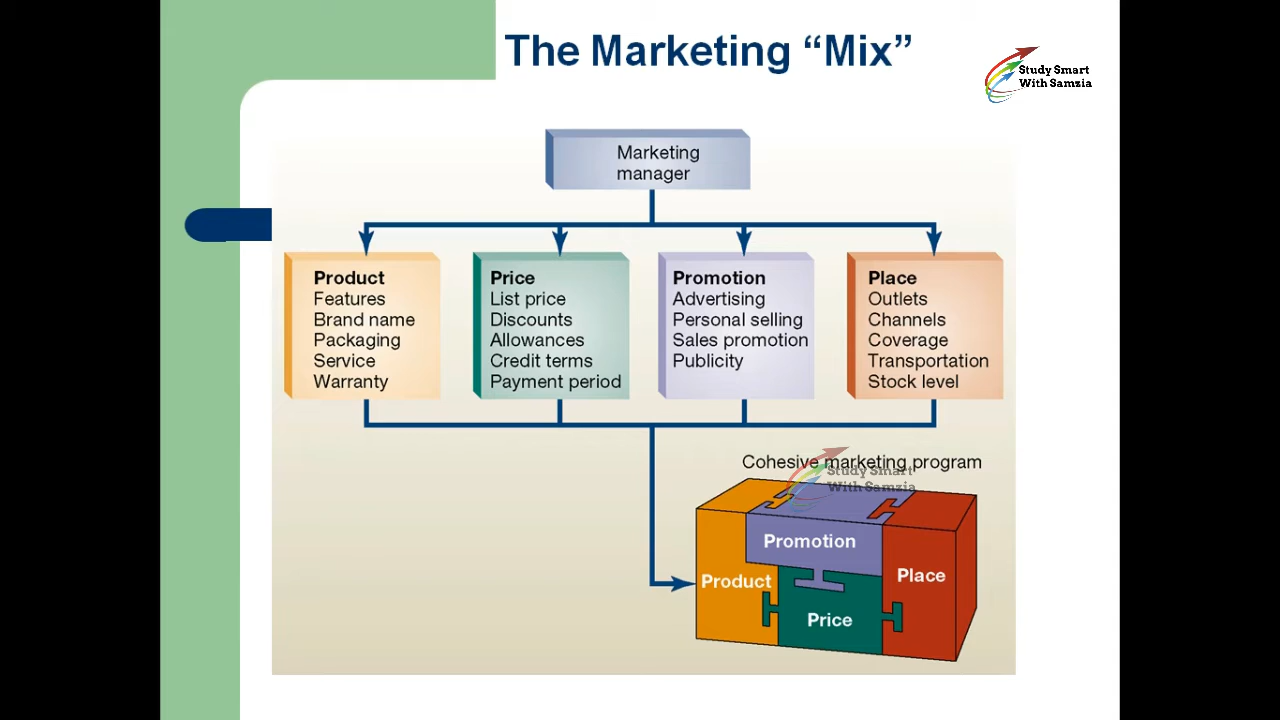 The Marketing “Mix”
Study Smart
With Samzia
Marketing
manager
Product
Features
Brand name
Packaging
Service
Warranty
Price
List price
Discounts
Allowances
Credit terms
Payment period
Promotion
Advertising
Personal selling
Sales promotion
Publicity
Place
Outlets
Channels
Coverage
Transportation
Stock level
Cohesive marketing program
Study Smart
With Samzia
Promotion
Product
Place
Price